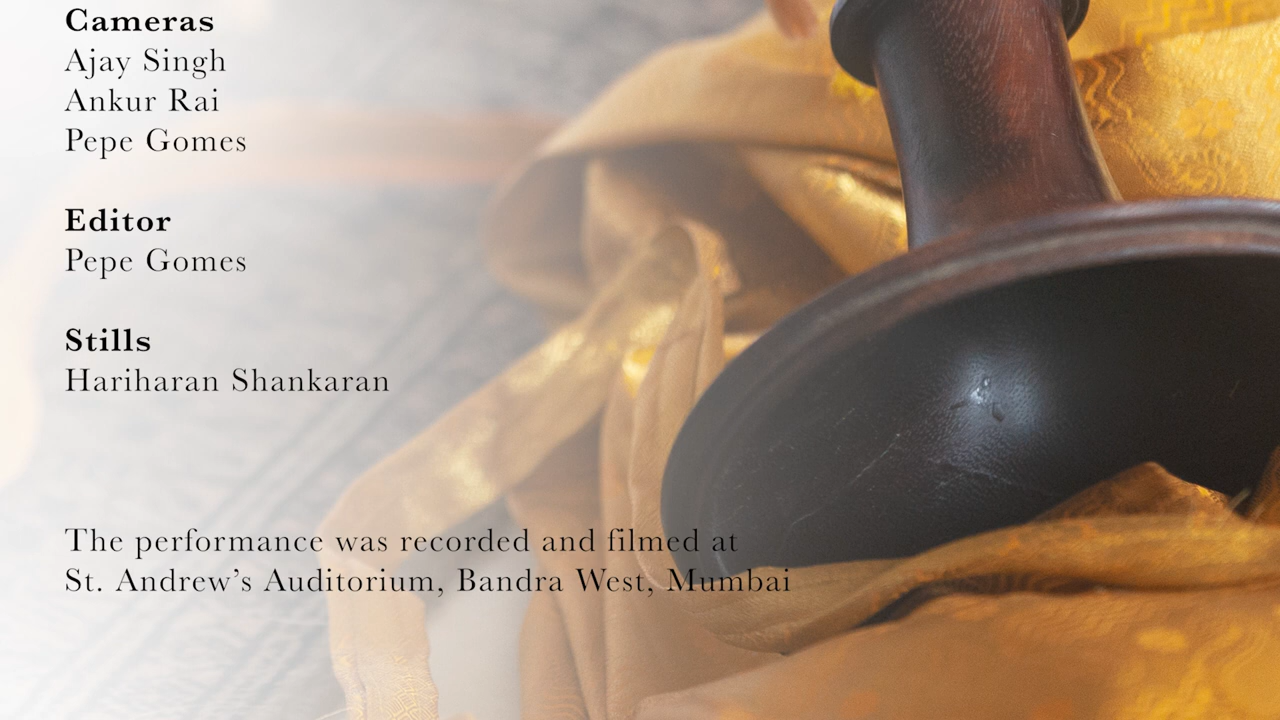 Cameras
Ajay Singh
Ankur Rai
Pepe Gomes
Editor
Pepe Gomes
Stills
Hariharan Shankaran
The performance was recorded and filmed at
St. Andrew’s Auditorium, Bandra West, Mumbai